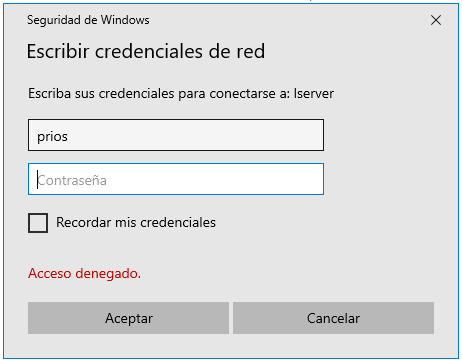 Seguridad de Windows
Escribir credenciales de red
Escriba sus credenciales para conectarse a: lserver
prios
Contraseña
Recordar mis credenciales
Acceso denegado.
Aceptar
Cancelar